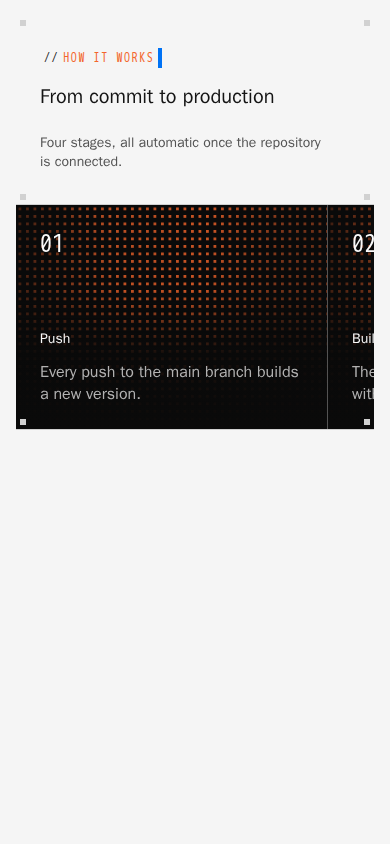 // HOW IT WORKS
From commit to production
Four stages, all automatic once the repository
is connected.
01
Push
Every push to the main branch builds
a new version.
02